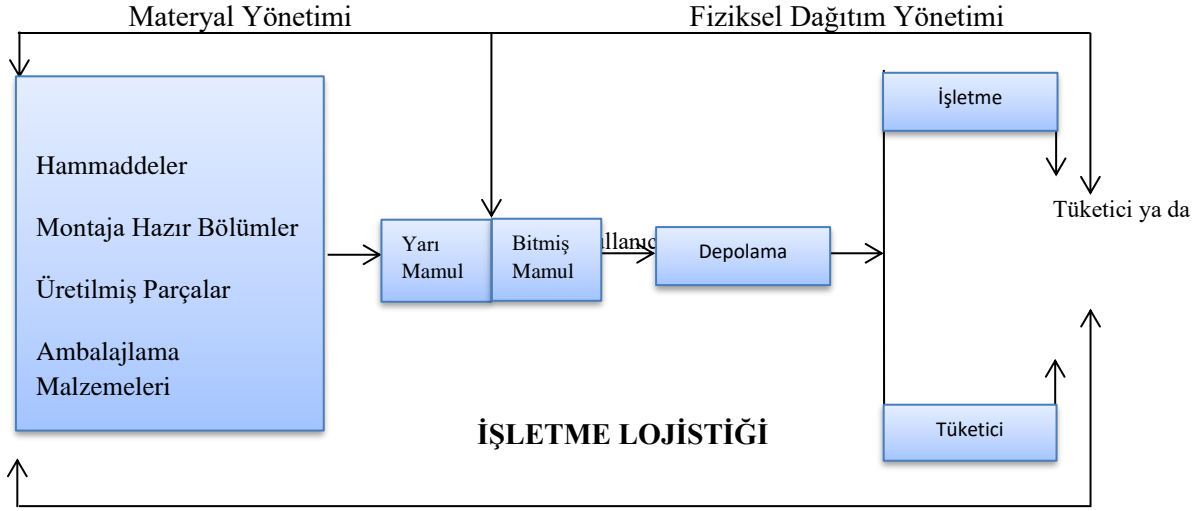 Materyal Yönetimi
Fiziksel Dağıtım Yönetimi
Hammaddeler
Montaja Hazır Bölümler
Üretilmiş Parçalar
Ambalajlama
Malzemeleri
Yarı
Mamul
Bitmiş
Mamul
Depolama
İşletme
Tüketici ya da
Tüketici
İŞLETME LOJİSTİĞİ